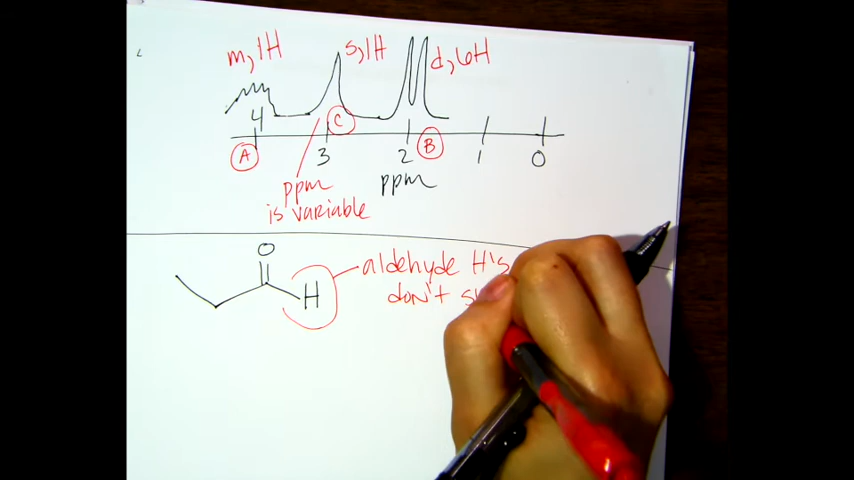 m, 1H
s, 1H
d, 6H
4
C
A
3
2
B
1
0
ppm
ppm
is variable
O
H
aldehyde H's
don't